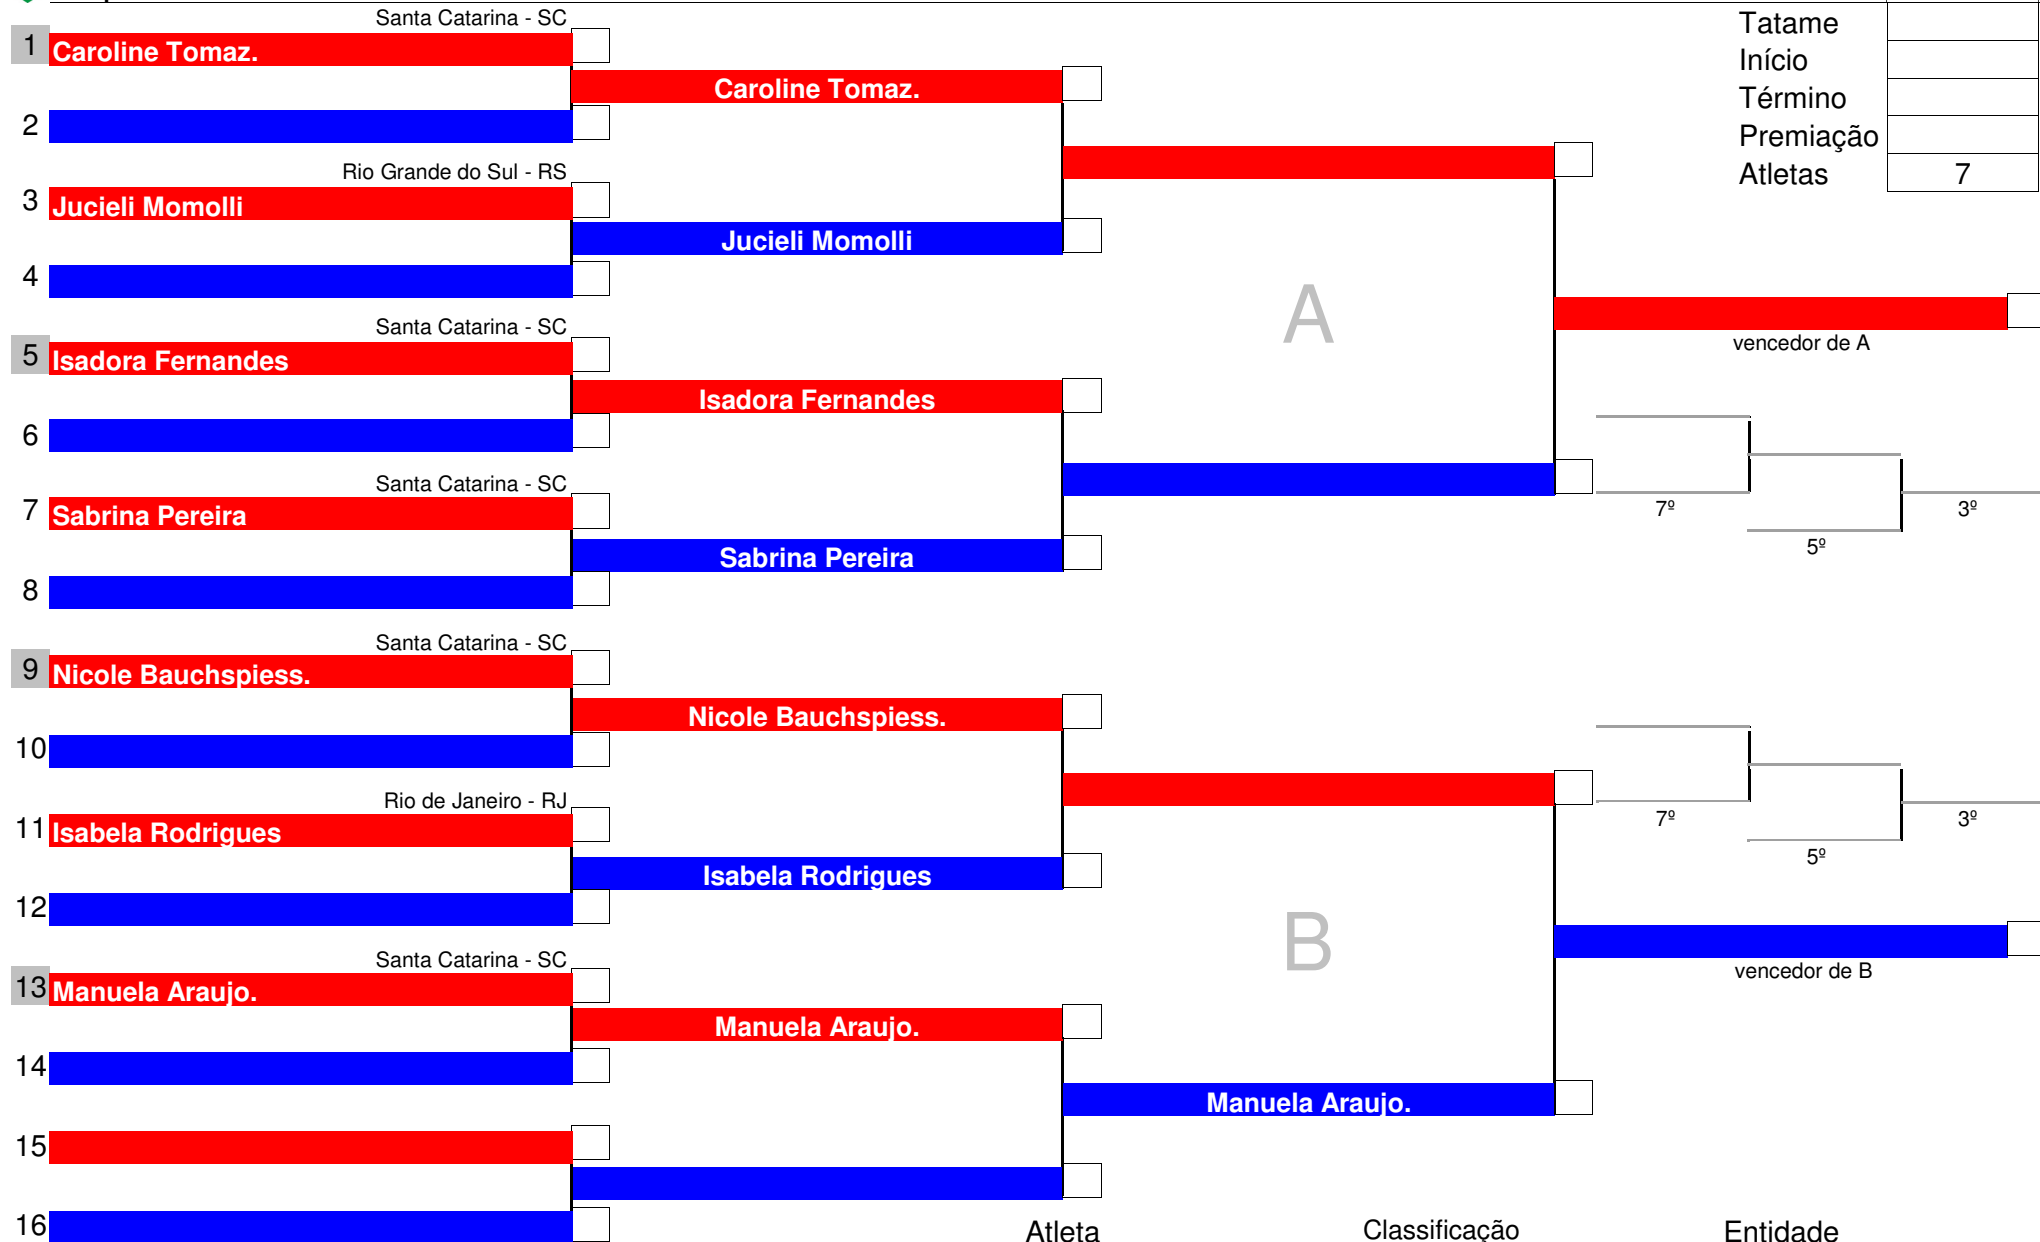 Santa Catarina - SC
1 Caroline Tomaz.
Caroline Tomaz.
2
Rio Grande do Sul - RS
3 Jucieli Momolli
Jucieli Momolli
4
Santa Catarina - SC
5 Isadora Fernandes
Isadora Fernandes
6
Santa Catarina - SC
7 Sabrina Pereira
Sabrina Pereira
8
Santa Catarina - SC
9 Nicole Bauchspiess.
Nicole Bauchspiess.
10
Rio de Janeiro - RJ
11 Isabela Rodrigues
Isabela Rodrigues
12
Santa Catarina - SC
13 Manuela Araujo.
Manuela Araujo.
14
Manuela Araujo.
15
16
A
B
Tatame
Início
Término
Premiação
Atletas 7
vencedor de A
7º
3º
5º
7º
3º
5º
vencedor de B
Atleta Classificação Entidade